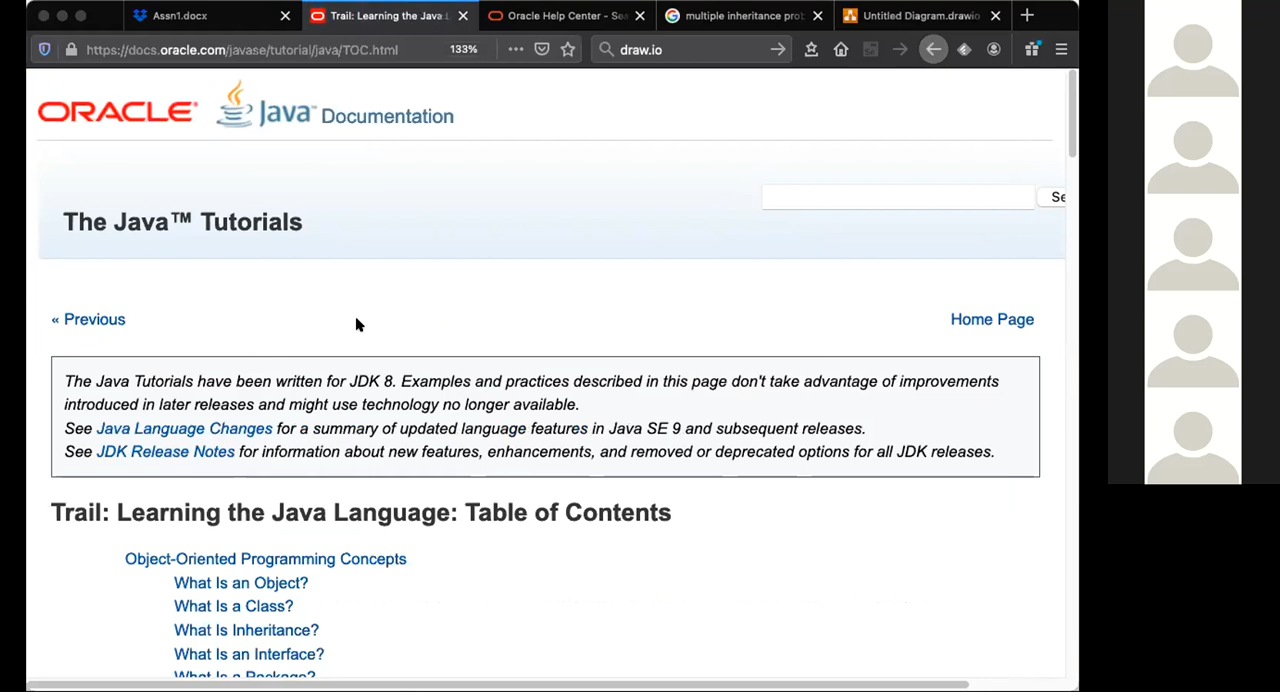 Assn1.docx
Trail: Learning the Java L
Oracle Help Center - Sea
multiple inheritance prot
Untitled Diagram.drawio
https://docs.oracle.com/javase/tutorial/java/TOC.html
133%
draw.io
ORACLE
Java™ Documentation
Se
The Java™ Tutorials
« Previous
Home Page
The Java Tutorials have been written for JDK 8. Examples and practices described in this page don't take advantage of improvements
introduced in later releases and might use technology no longer available.
See Java Language Changes for a summary of updated language features in Java SE 9 and subsequent releases.
See JDK Release Notes for information about new features, enhancements, and removed or deprecated options for all JDK releases.
Trail: Learning the Java Language: Table of Contents
Object-Oriented Programming Concepts
What Is an Object?
What Is a Class?
What Is Inheritance?
What Is an Interface?
What Is a Package?